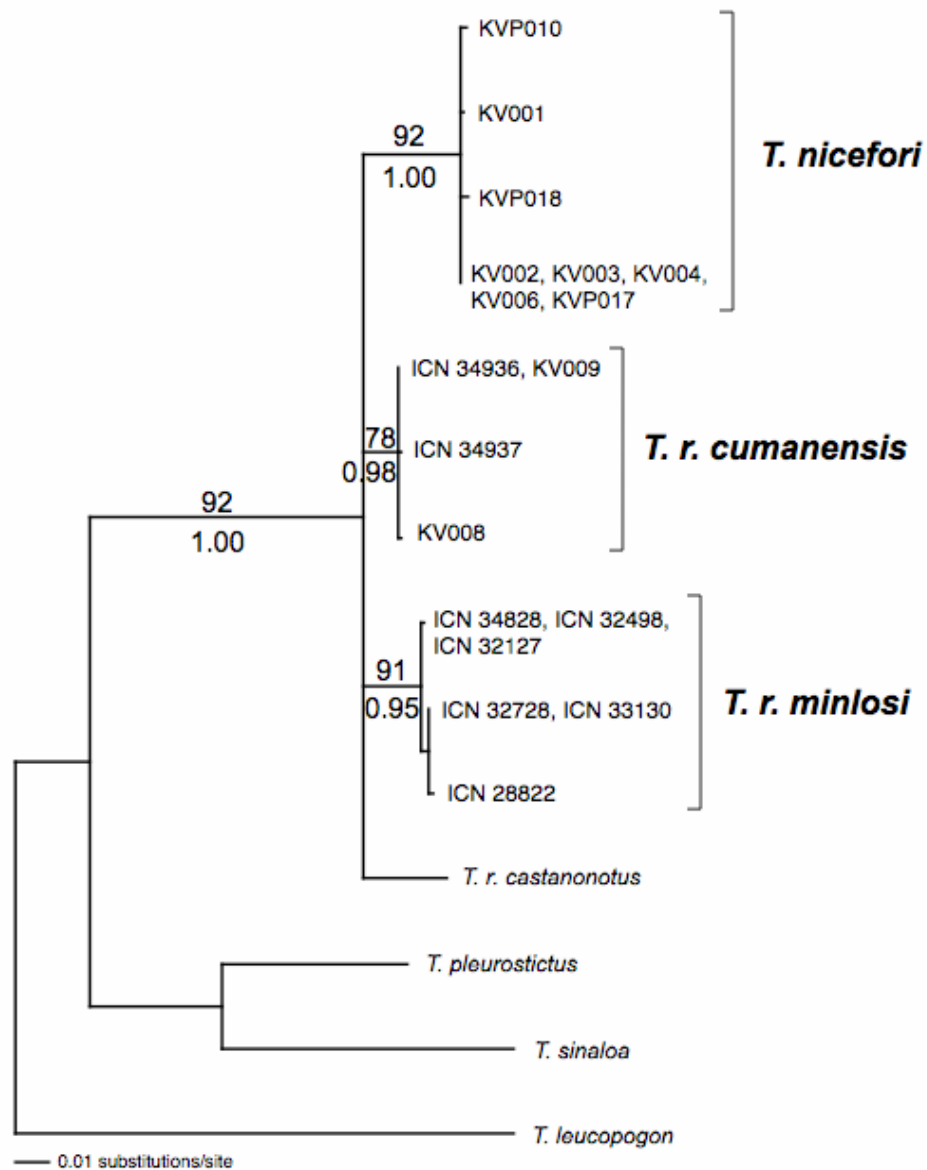 KVP010
KV001
92
1.00
T. nicefori
KVP018
KV002, KV003, KV004,
KV006, KVP017
ICN 34936, KV009
78
0.98
ICN 34937
T. r. cumanensis
KV008
92
1.00
ICN 34828, ICN 32498,
ICN 32127
91
0.95
ICN 32728, ICN 33130
T. r. minlosi
ICN 28822
T. r. castanonotus
T. pleurostictus
T. sinaloa
T. leucopogon
0.01 substitutions/site